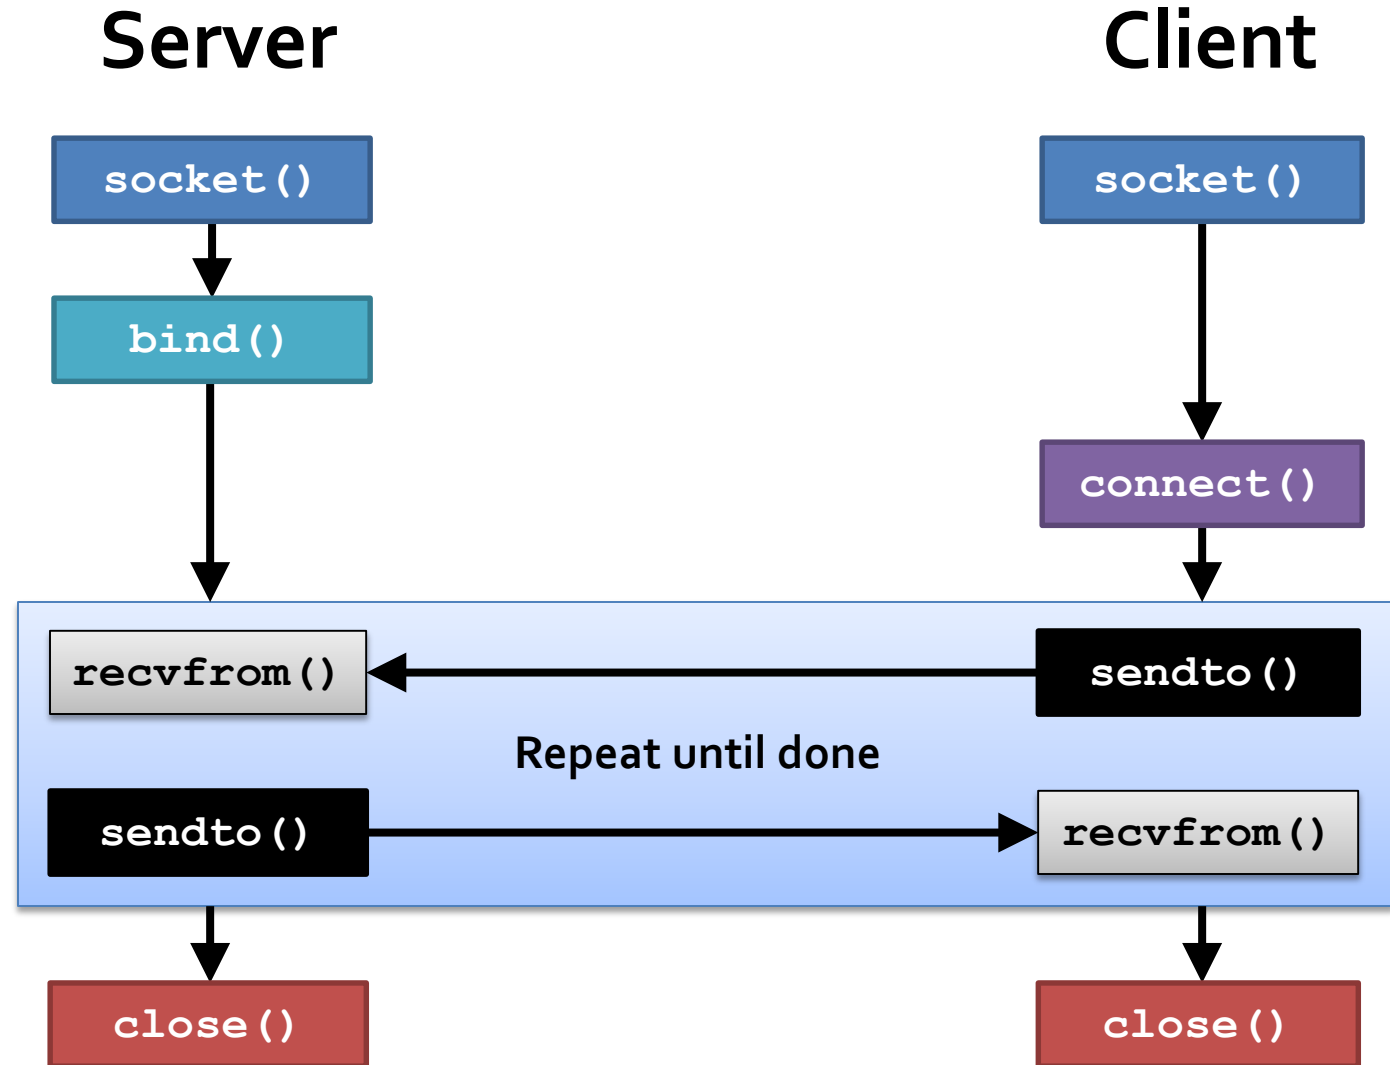 Server
Client
socket()
socket()
bind()
connect()
recvfrom()
sendto()
Repeat until done
sendto()
recvfrom()
close()
close()